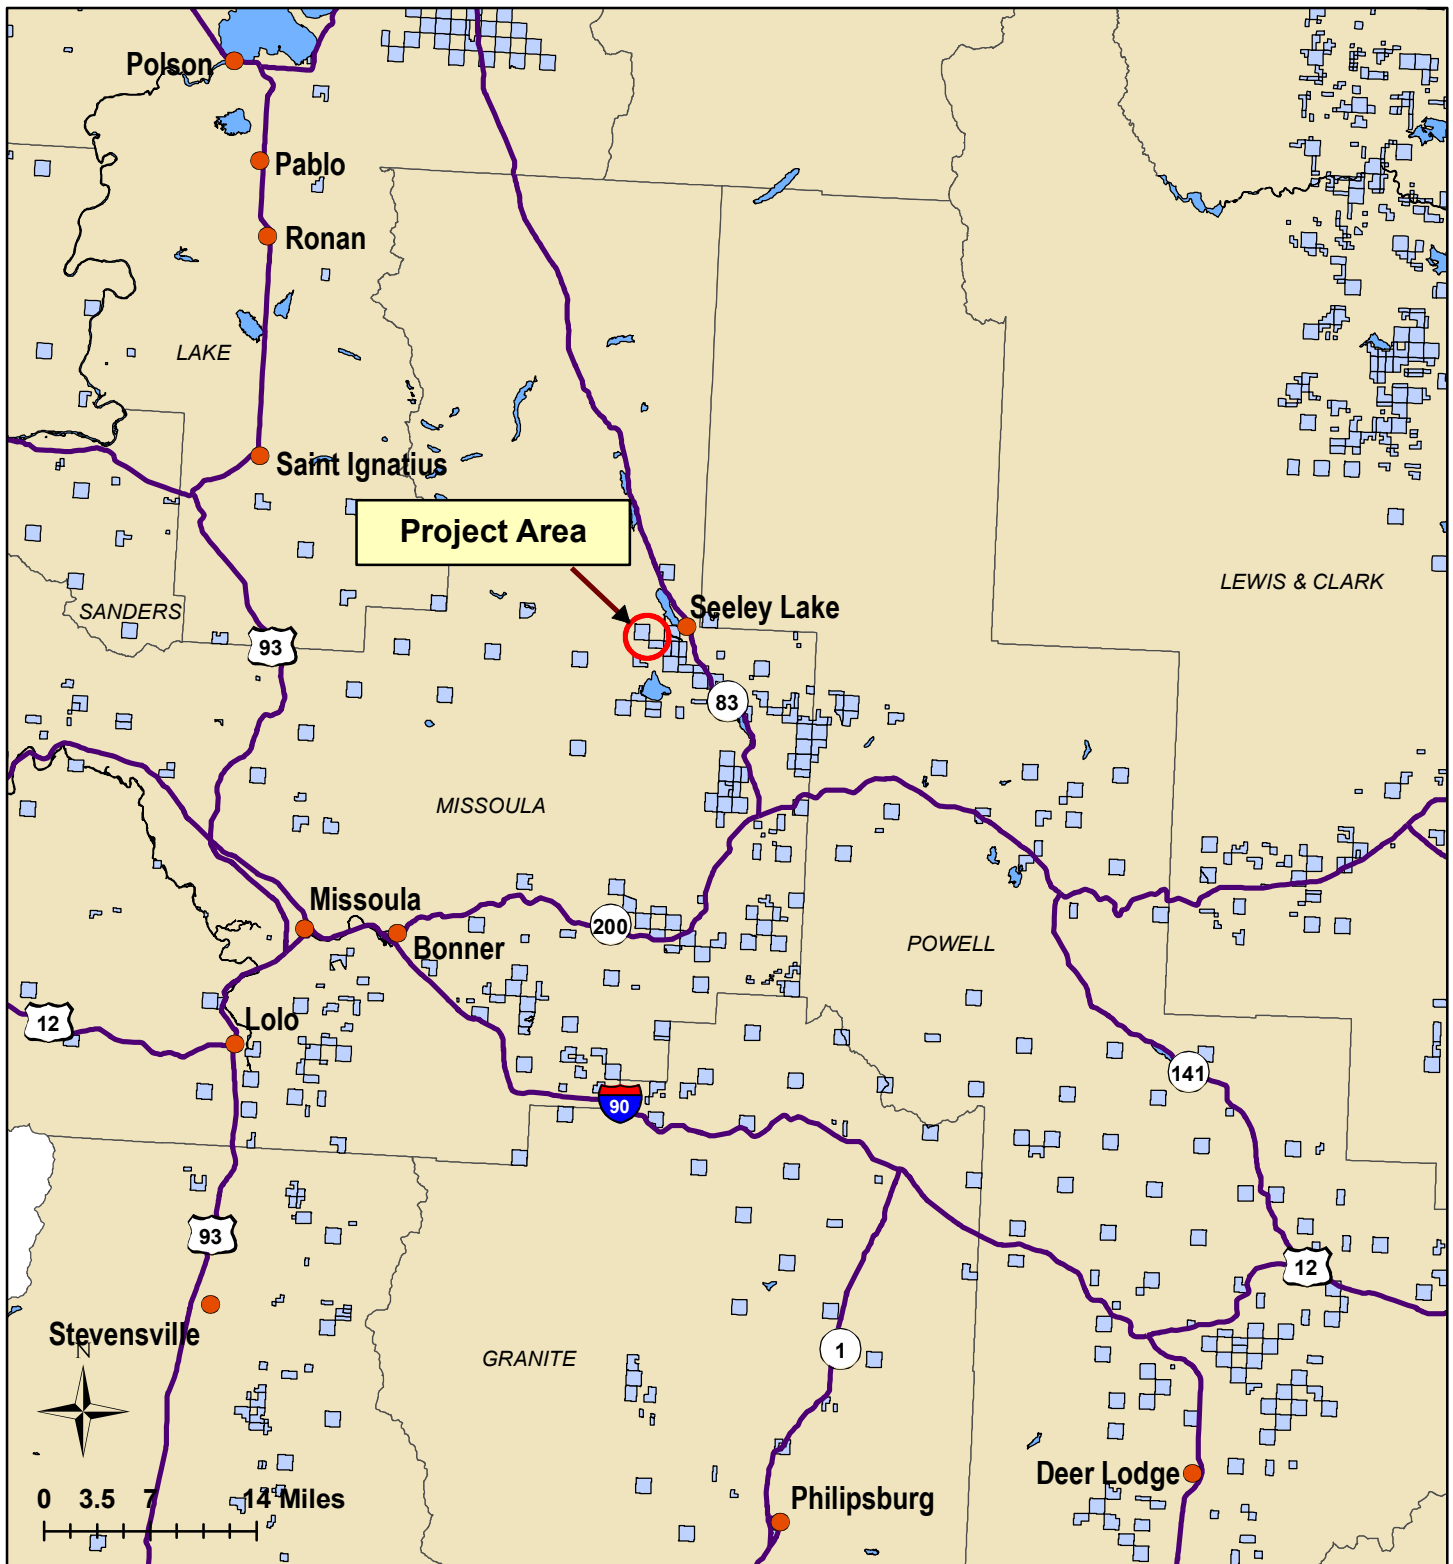 Polson
Pablo
Ronan
LAKE
Saint Ignatius
Project Area
LEWIS & CLARK
SANDERS
Seeley Lake
93
83
MISSOULA
Missoula
200
Bonner
POWELL
12
Lolo
141
90
93
12
Stevensville
N
GRANITE
1
Deer Lodge
0 3.5 7 14 Miles
Philipsburg